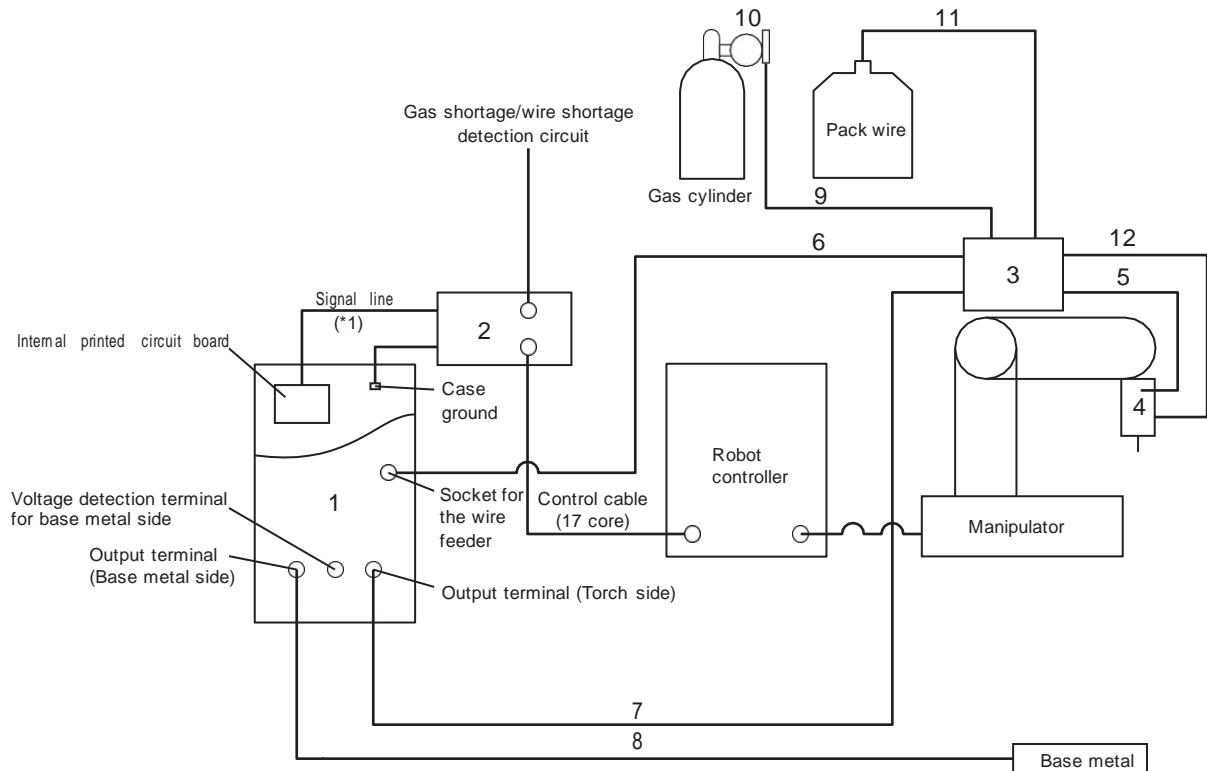 10
11
Gas shortage/wire shortage
detection circuit
Pack wire
Gas cylinder
9
6
12
3
5
Signal line
(*1)
2
Internal printed circuit board
Case
ground
4
Robot
controller
1
Socket for
the wire
feeder
Control cable
(17 core)
Voltage detection terminal
for base metal side
Manipulator
Output terminal
(Base metal side)
Output terminal (Torch side)
7
8
Base metal